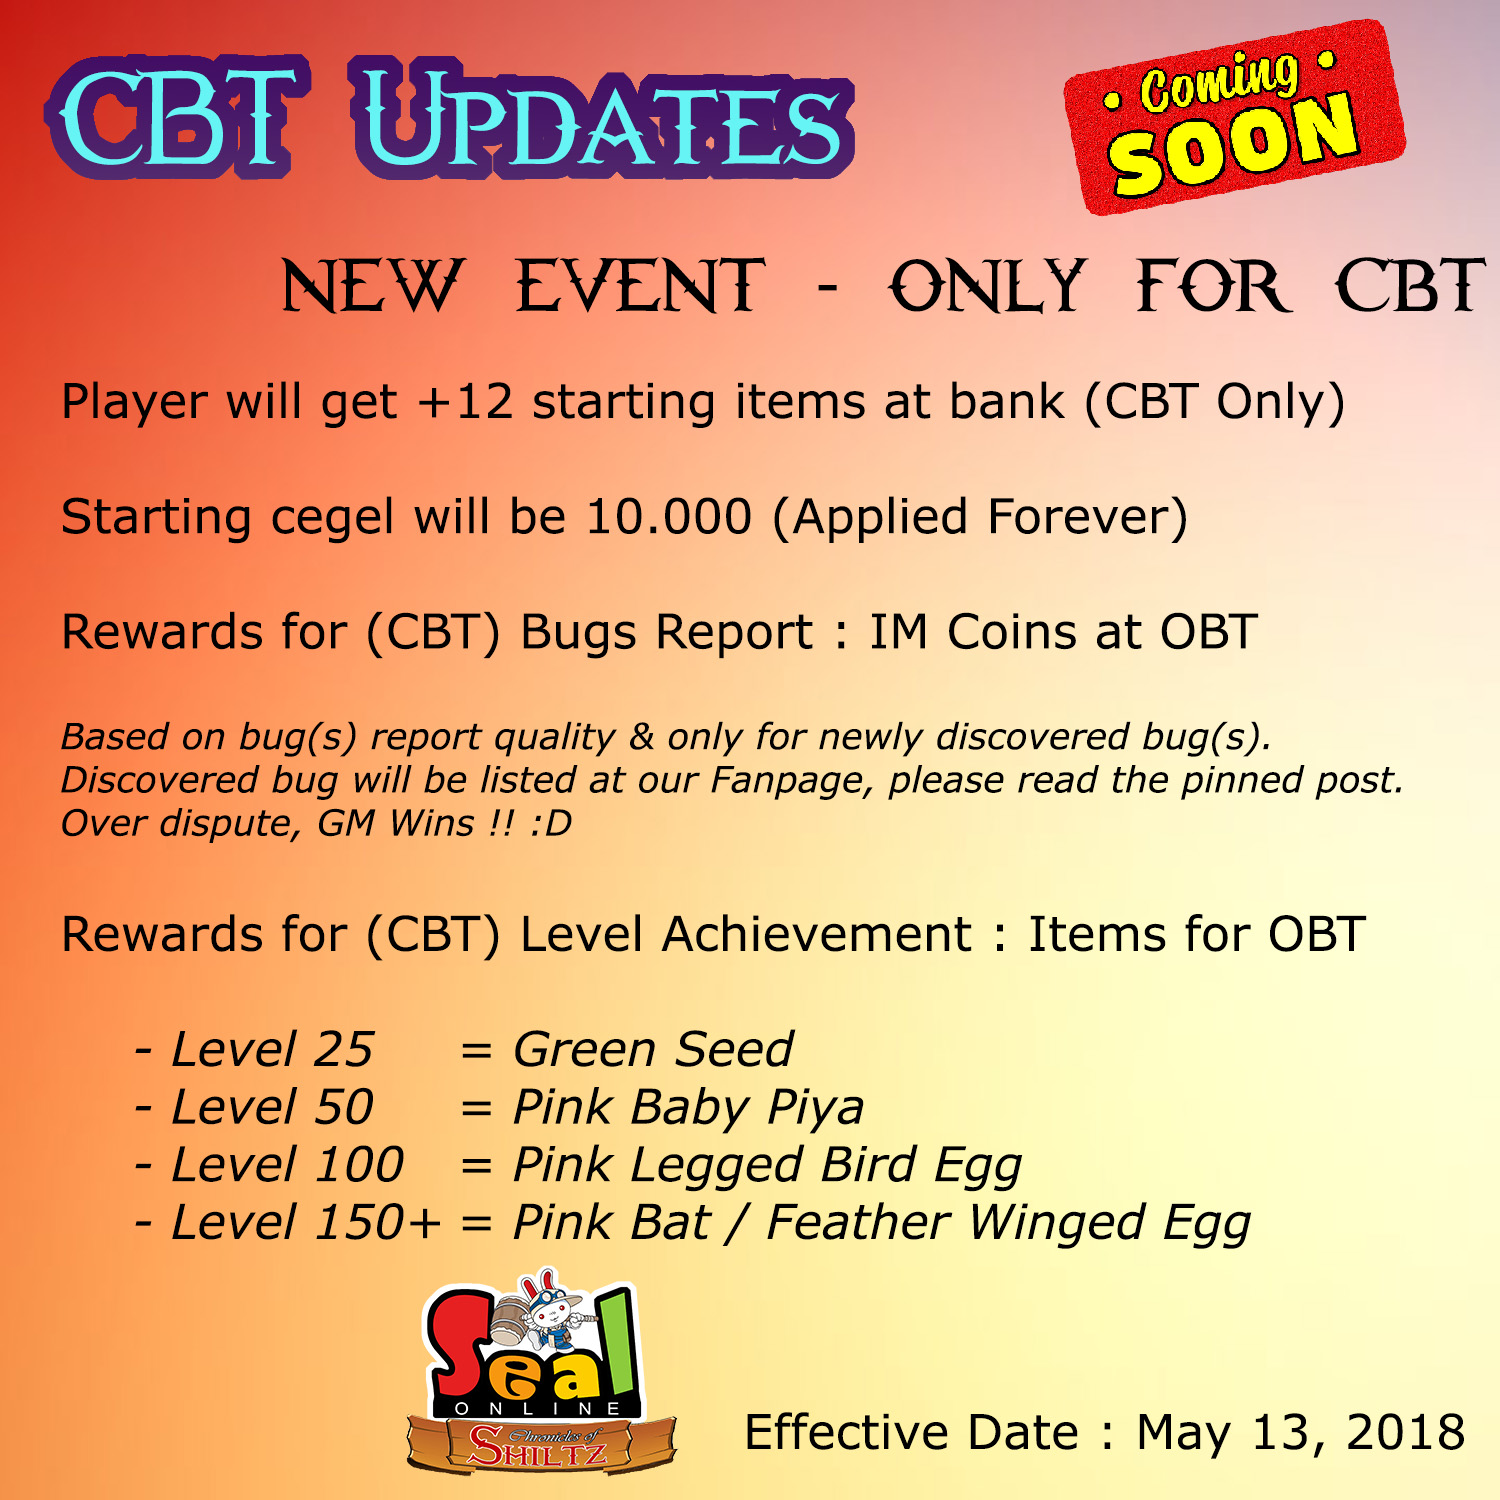 CBT Updates
• Coming •
SOON
NEW EVENT - ONLY FOR CBT
Player will get +12 starting items at bank (CBT Only)
Starting cegel will be 10.000 (Applied Forever)
Rewards for (CBT) Bugs Report : IM Coins at OBT
Based on bug(s) report quality & only for newly discovered bug(s).
Discovered bug will be listed at our Fanpage, please read the pinned post.
Over dispute, GM Wins !! :D
Rewards for (CBT) Level Achievement : Items for OBT
- Level 25 = Green Seed
- Level 50 = Pink Baby Piya
- Level 100 = Pink Legged Bird Egg
- Level 150+ = Pink Bat / Feather Winged Egg
Seal
ONLINE
Chronicles of
SHILTZ
Effective Date : May 13, 2018